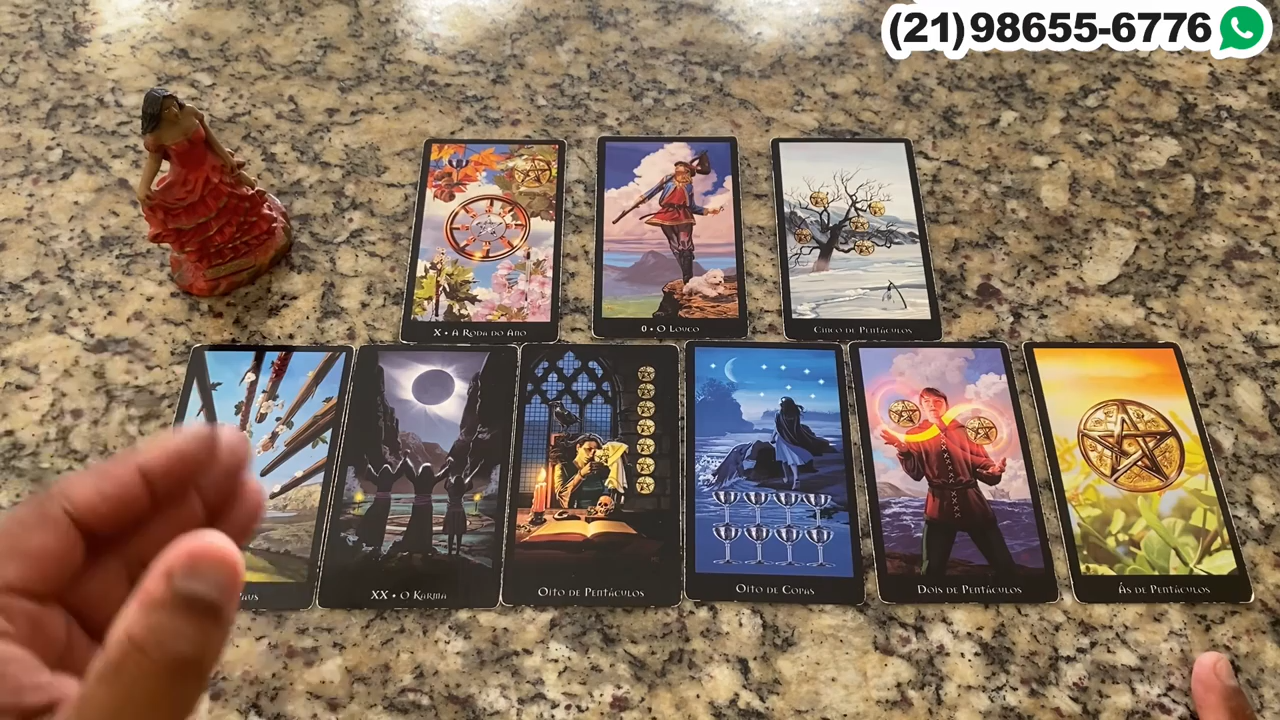 (21)98655-6776
X • A Roda do Ano
0 • O Louco
Cinco de Pentáculos
XX • O Karma
Oito de Pentáculos
Oito de Copas
Dois de Pentáculos
Ás de Pentáculos